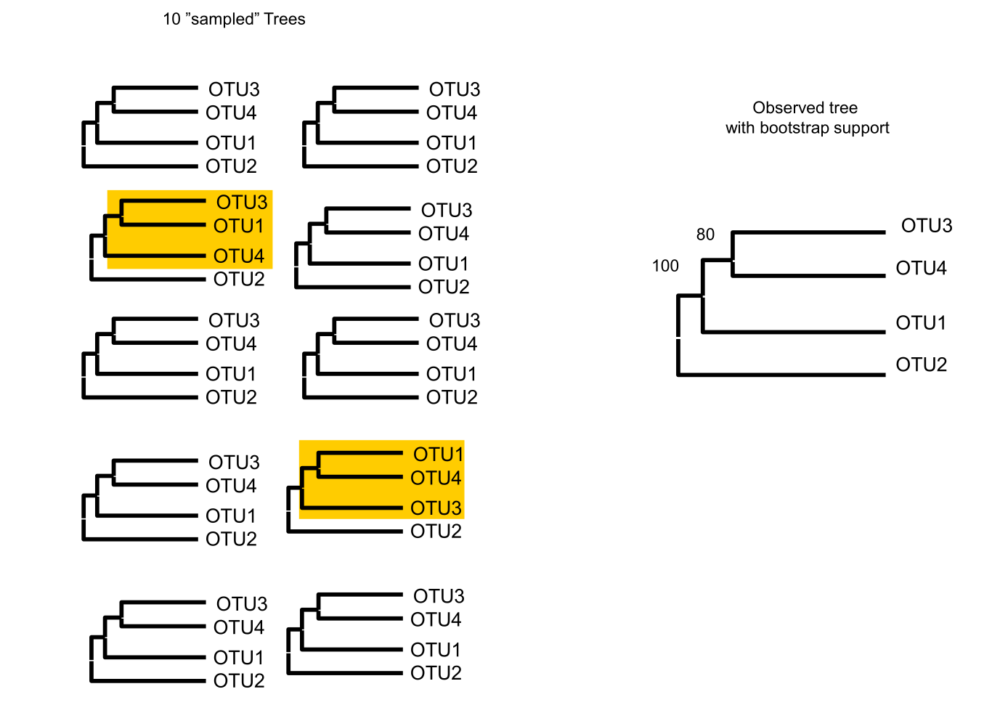 10 ”sampled” Trees
OTU3
OTU4
OTU1
OTU2
OTU3
OTU4
OTU1
OTU2
OTU3
OTU1
OTU4
OTU2
OTU3
OTU4
OTU1
OTU2
OTU3
OTU4
OTU1
OTU2
OTU3
OTU4
OTU1
OTU2
OTU3
OTU4
OTU1
OTU2
OTU1
OTU4
OTU3
OTU2
OTU3
OTU4
OTU1
OTU2
OTU3
OTU4
OTU1
OTU2
Observed tree
with bootstrap support
80
100
OTU3
OTU4
OTU1
OTU2